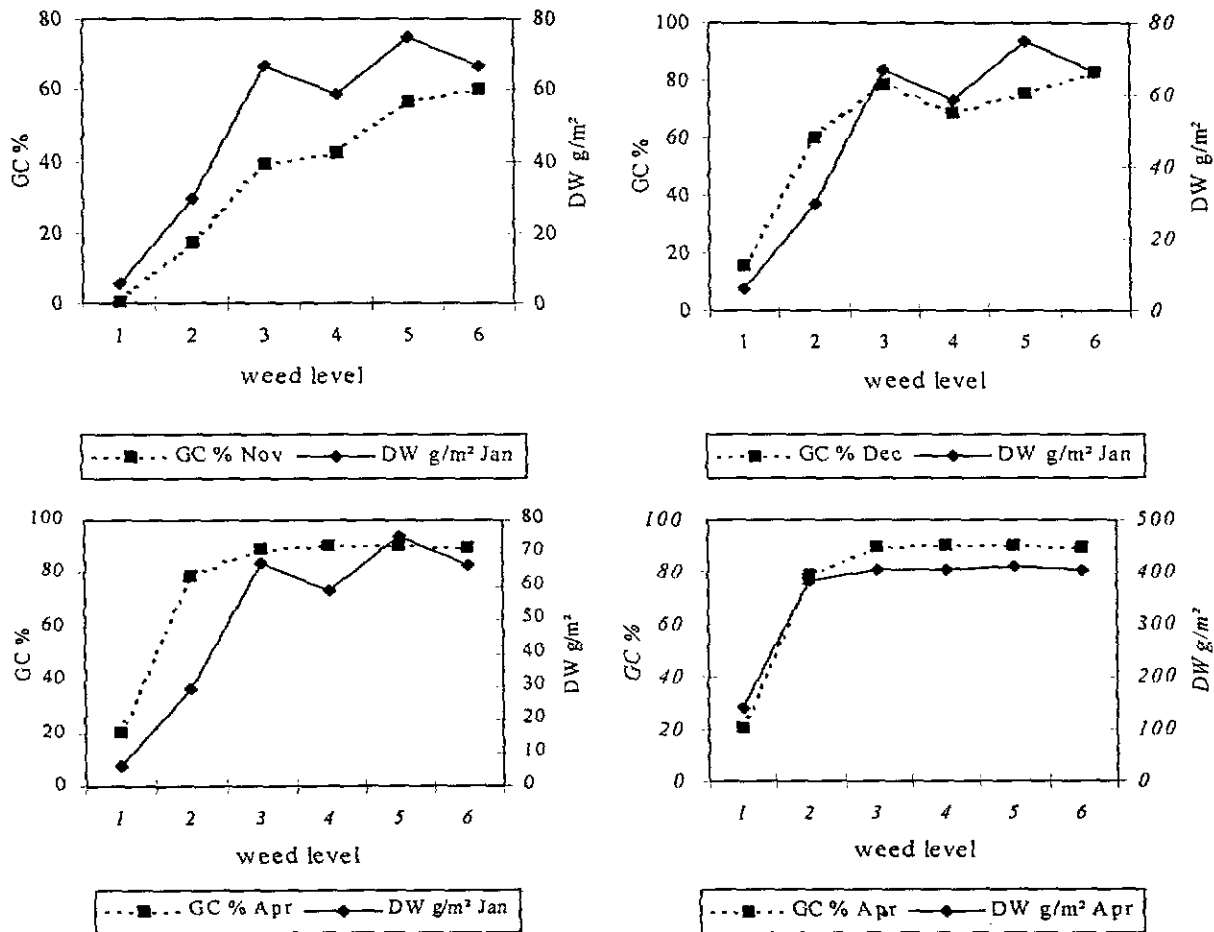 80
60
40
20
0
GC %
80
60
40
20
0
DW g/m²
1 2 3 4 5 6
weed level
GC % Nov DW g/m² Jan
100
80
60
40
20
0
GC %
80
60
40
20
0
DW g/m²
1 2 3 4 5 6
weed level
GC % Dec DW g/m² Jan
100
80
60
40
20
0
GC %
80
70
60
50
40
30
20
10
0
DW g/m²
1 2 3 4 5 6
weed level
GC % Apr DW g/m² Jan
100
80
60
40
20
0
GC %
500
400
300
200
100
0
DW g/m²
1 2 3 4 5 6
weed level
GC % Apr DW g/m² Apr